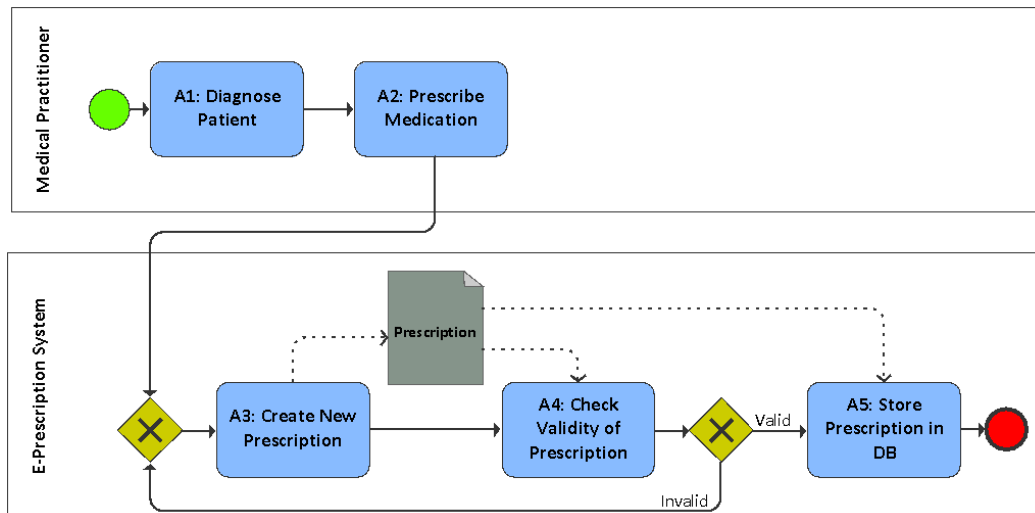 Medical Practitioner
A1: Diagnose
Patient
A2: Prescribe
Medication
E-Prescription System
Prescription
A3: Create New
Prescription
A4: Check
Validity of
Prescription
Valid
A5: Store
Prescription in
DB
Invalid